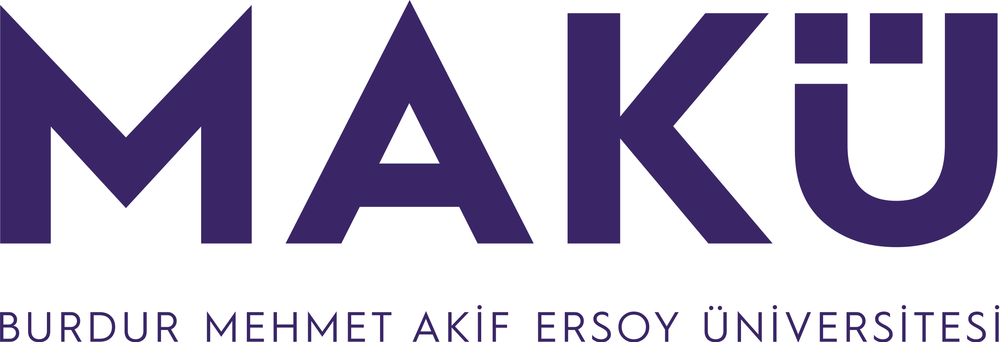 MAKÜ
BURDUR MEHMET AKİF ERSOY ÜNİVERSİTESİ